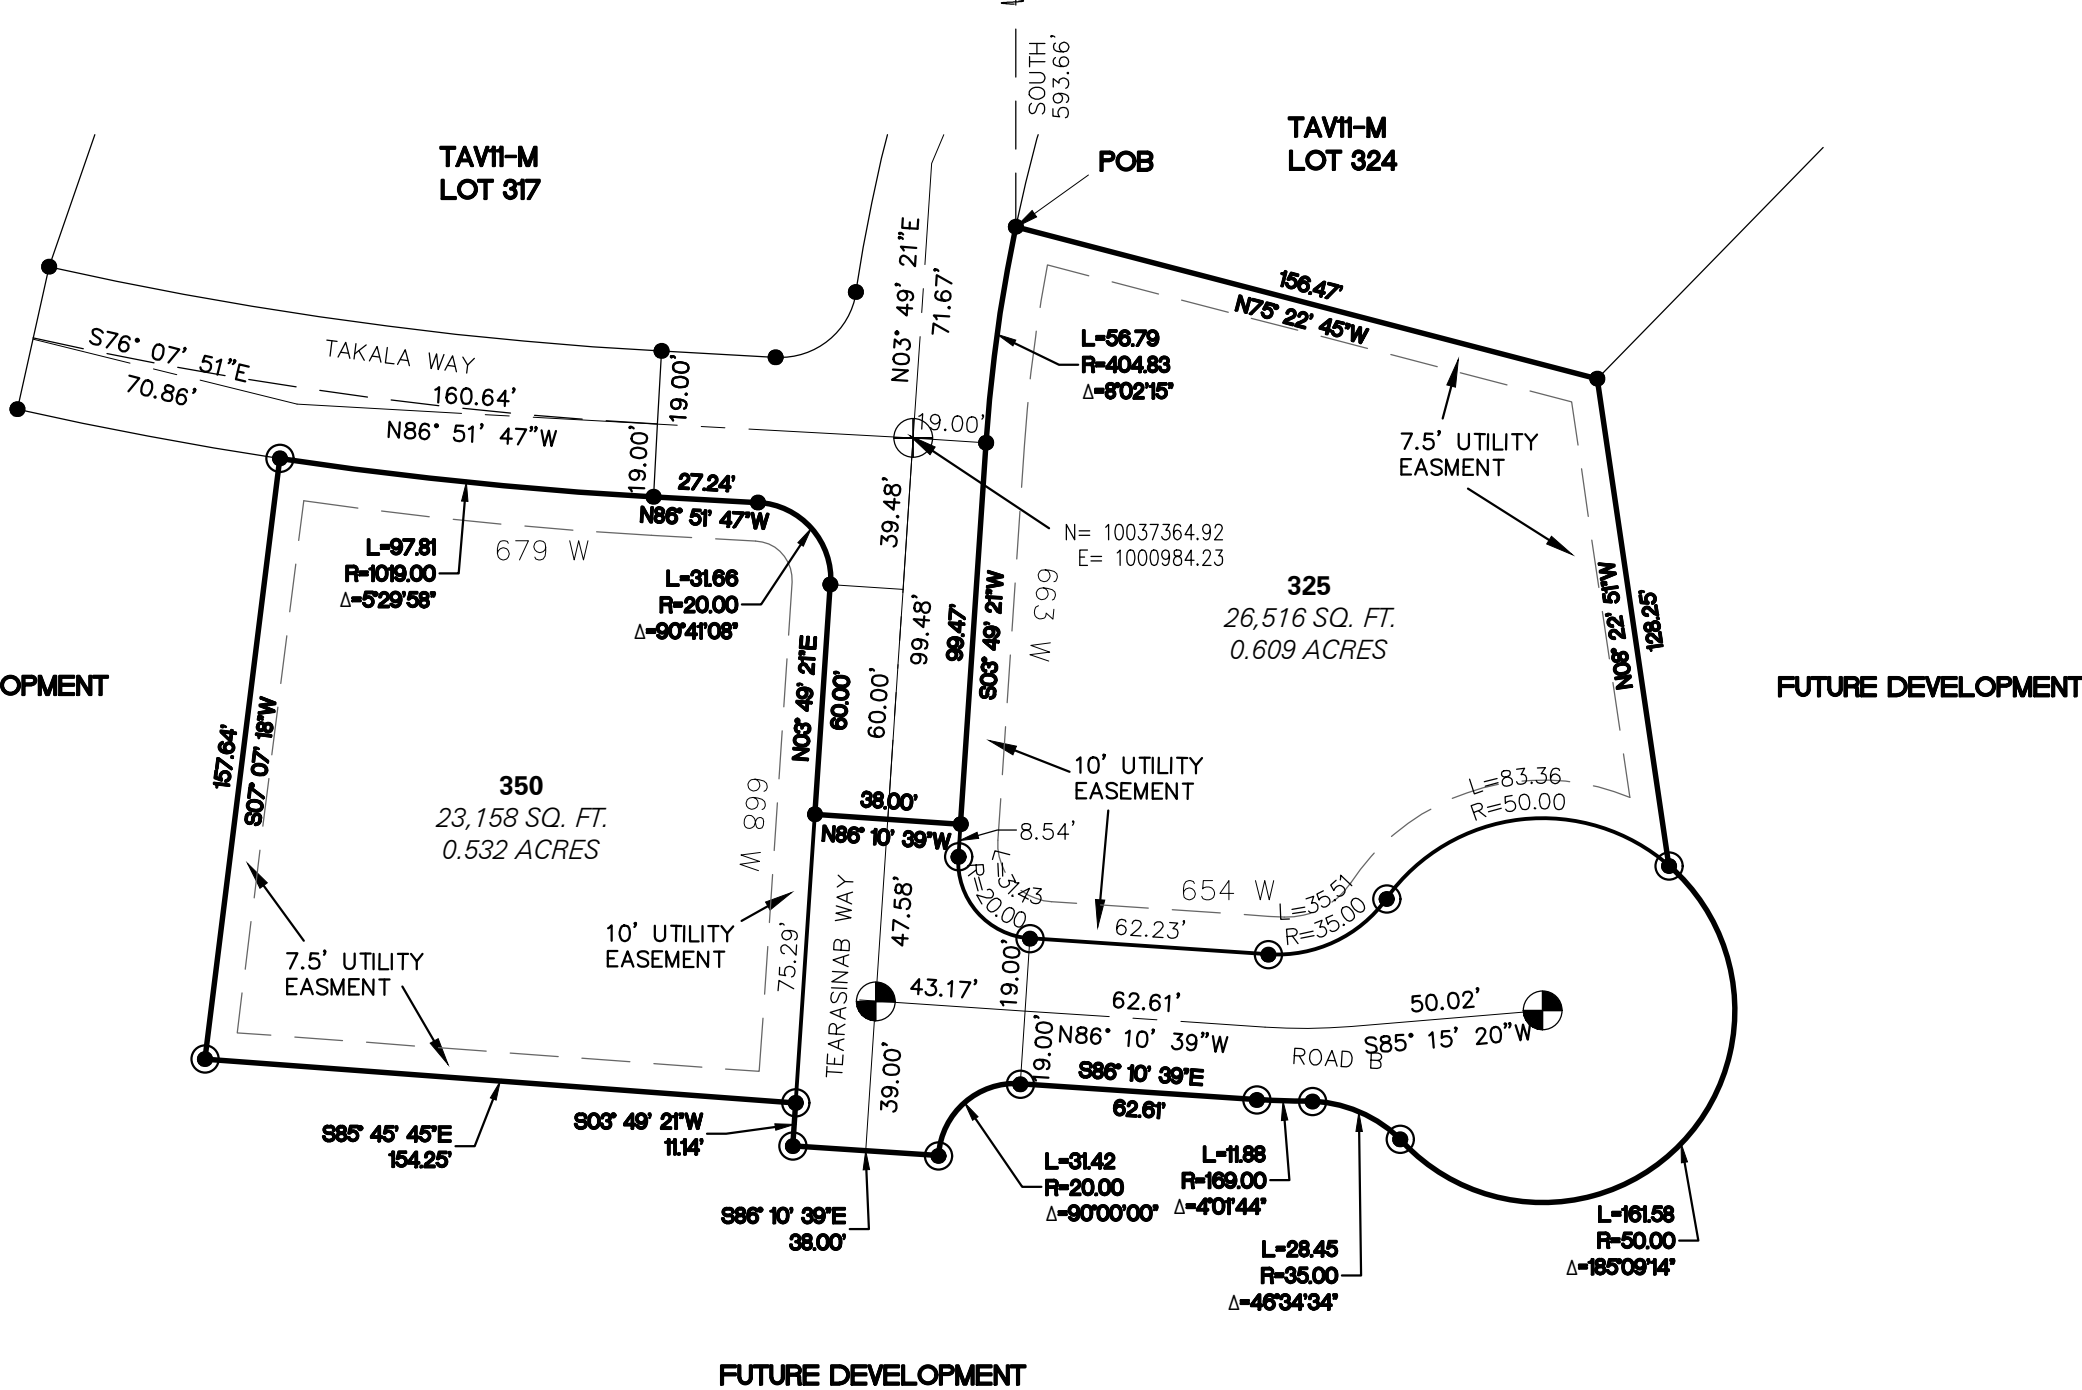 SOUTH
593.66'
TAV11-M
LOT 317
POB
TAV11-M
LOT 324
N03° 49' 21"E
71.67'
156.47'
N75° 22' 45"W
L=56.79
R=404.83
Δ=8°02'15"
S76° 07' 51"E
70.86'
TAKALA WAY
160.64'
N86° 51' 47"W
19.00'
19.00'
19.00'
7.5' UTILITY
EASMENT
27.24'
N86° 51' 47"W
39.48'
N= 10037364.92
E= 1000984.23
L=97.81
R=1019.00
Δ=5°29'58"
679 W
L=31.66
R=20.00
Δ=90°41'08"
99.48'
99.47'
S03° 49' 21"W
663 W
325
26,516 SQ. FT.
0.609 ACRES
N08° 22' 51"W
128.25'
OPMENT
FUTURE DEVELOPMENT
157.64'
S07° 07' 18"W
N03° 49' 21"E
60.00'
60.00'
350
23,158 SQ. FT.
0.532 ACRES
698 W
38.00'
N86° 10' 39"W
8.54'
10' UTILITY
EASEMENT
L=83.36
R=50.00
L=31.43
R=20.00
654 W
L=35.51
R=35.00
62.23'
10' UTILITY
EASEMENT
75.29'
TEARASINAB WAY
47.58'
7.5' UTILITY
EASMENT
43.17'
19.00'
62.61'
N86° 10' 39"W
50.02'
S85° 15' 20"W
ROAD B
39.00'
19.00'
S86° 10' 39"E
62.61'
S85° 45' 45"E
154.25'
S03° 49' 21"W
11.14'
S86° 10' 39"E
38.00'
L=31.42
R=20.00
Δ=90°00'00"
L=11.88
R=169.00
Δ=4°01'44"
L=28.45
R=35.00
Δ=46°34'34"
L=161.58
R=50.00
Δ=185°09'14"
FUTURE DEVELOPMENT